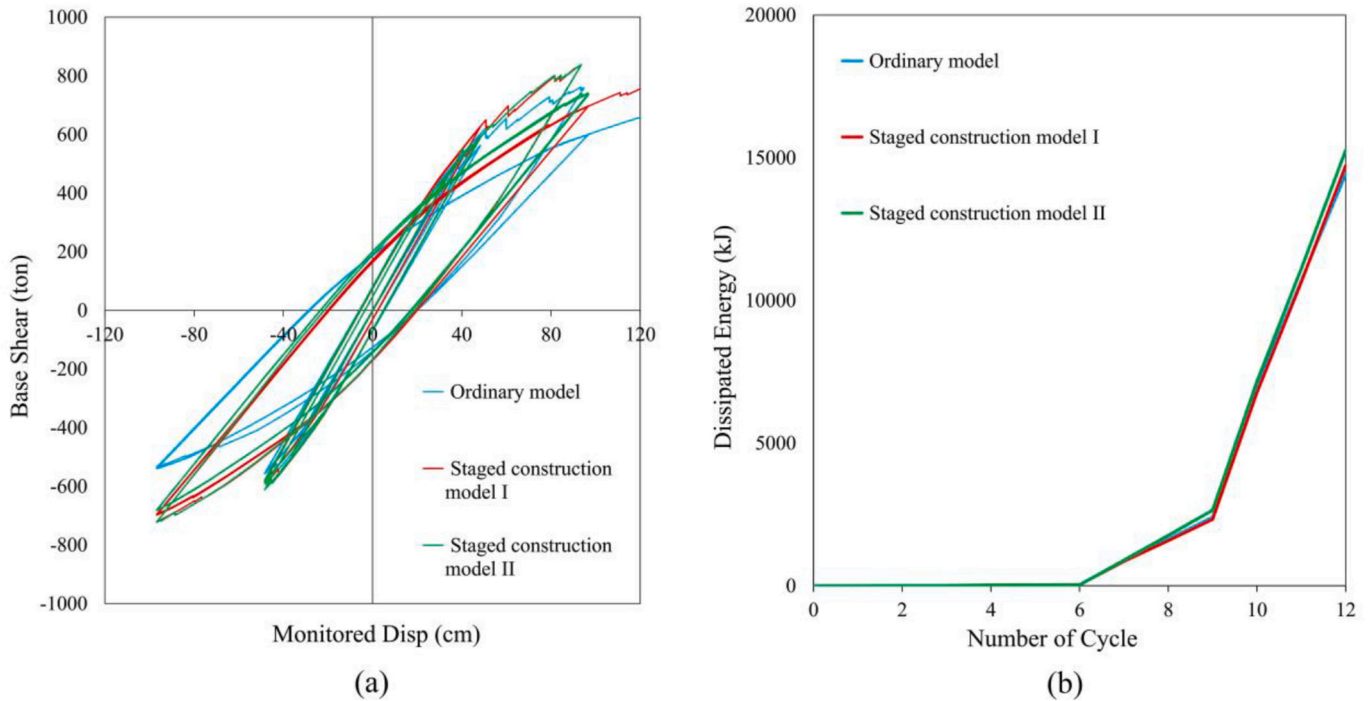 1000
800
600
400
200
0
-200
-400
-600
-800
-1000
-120
-80
-40
0
40
80
120
Base Shear (ton)
Monitored Disp (cm)
Ordinary model
Staged construction
model I
Staged construction
model II
(a)
20000
15000
10000
5000
0
0
2
4
6
8
10
12
Dissipated Energy (kJ)
Number of Cycle
Ordinary model
Staged construction model I
Staged construction model II
(b)